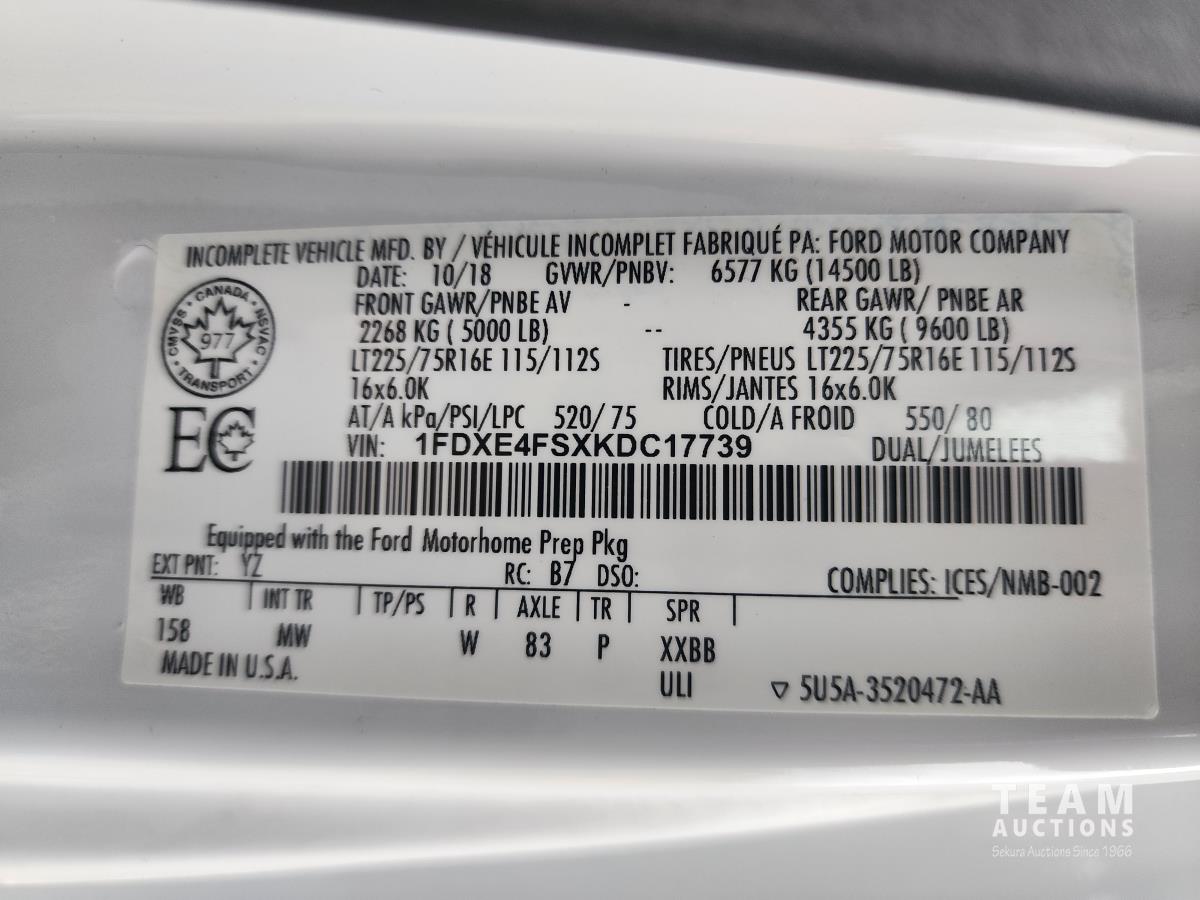 INCOMPLETE VEHICLE MFD. BY / VÉHICULE INCOMPLET FABRIQUÉ PA: FORD MOTOR COMPANY
DATE: 10/18 GVWR/PNBV: 6577 KG (14500 LB)
FRONT GAWR/PNBE AV - REAR GAWR/ PNBE AR
2268 KG ( 5000 LB) -- 4355 KG ( 9600 LB)
LT225/75R16E 115/112S TIRES/PNEUS LT225/75R16E 115/112S
16x6.0K RIMS/JANTES 16x6.0K
AT/A kPa/PSI/LPC 520/ 75 COLD/A FROID 550/ 80
VIN: 1FDXE4FSXKDC17739 DUAL/JUMELEES
CANADA
CMVSS NSVAC
977
TRANSPORT
EC
Equipped with the Ford Motorhome Prep Pkg
EXT PNT: YZ RC: B7 DSO: COMPLIES: ICES/NMB-002
WB INT TR TP/PS R AXLE TR SPR
158 MW W 83 P XXBB
MADE IN U.S.A. ULI ▽ 5U5A-3520472-AA
TEAM
AUCTIONS
Sekura Auctions Since 1966